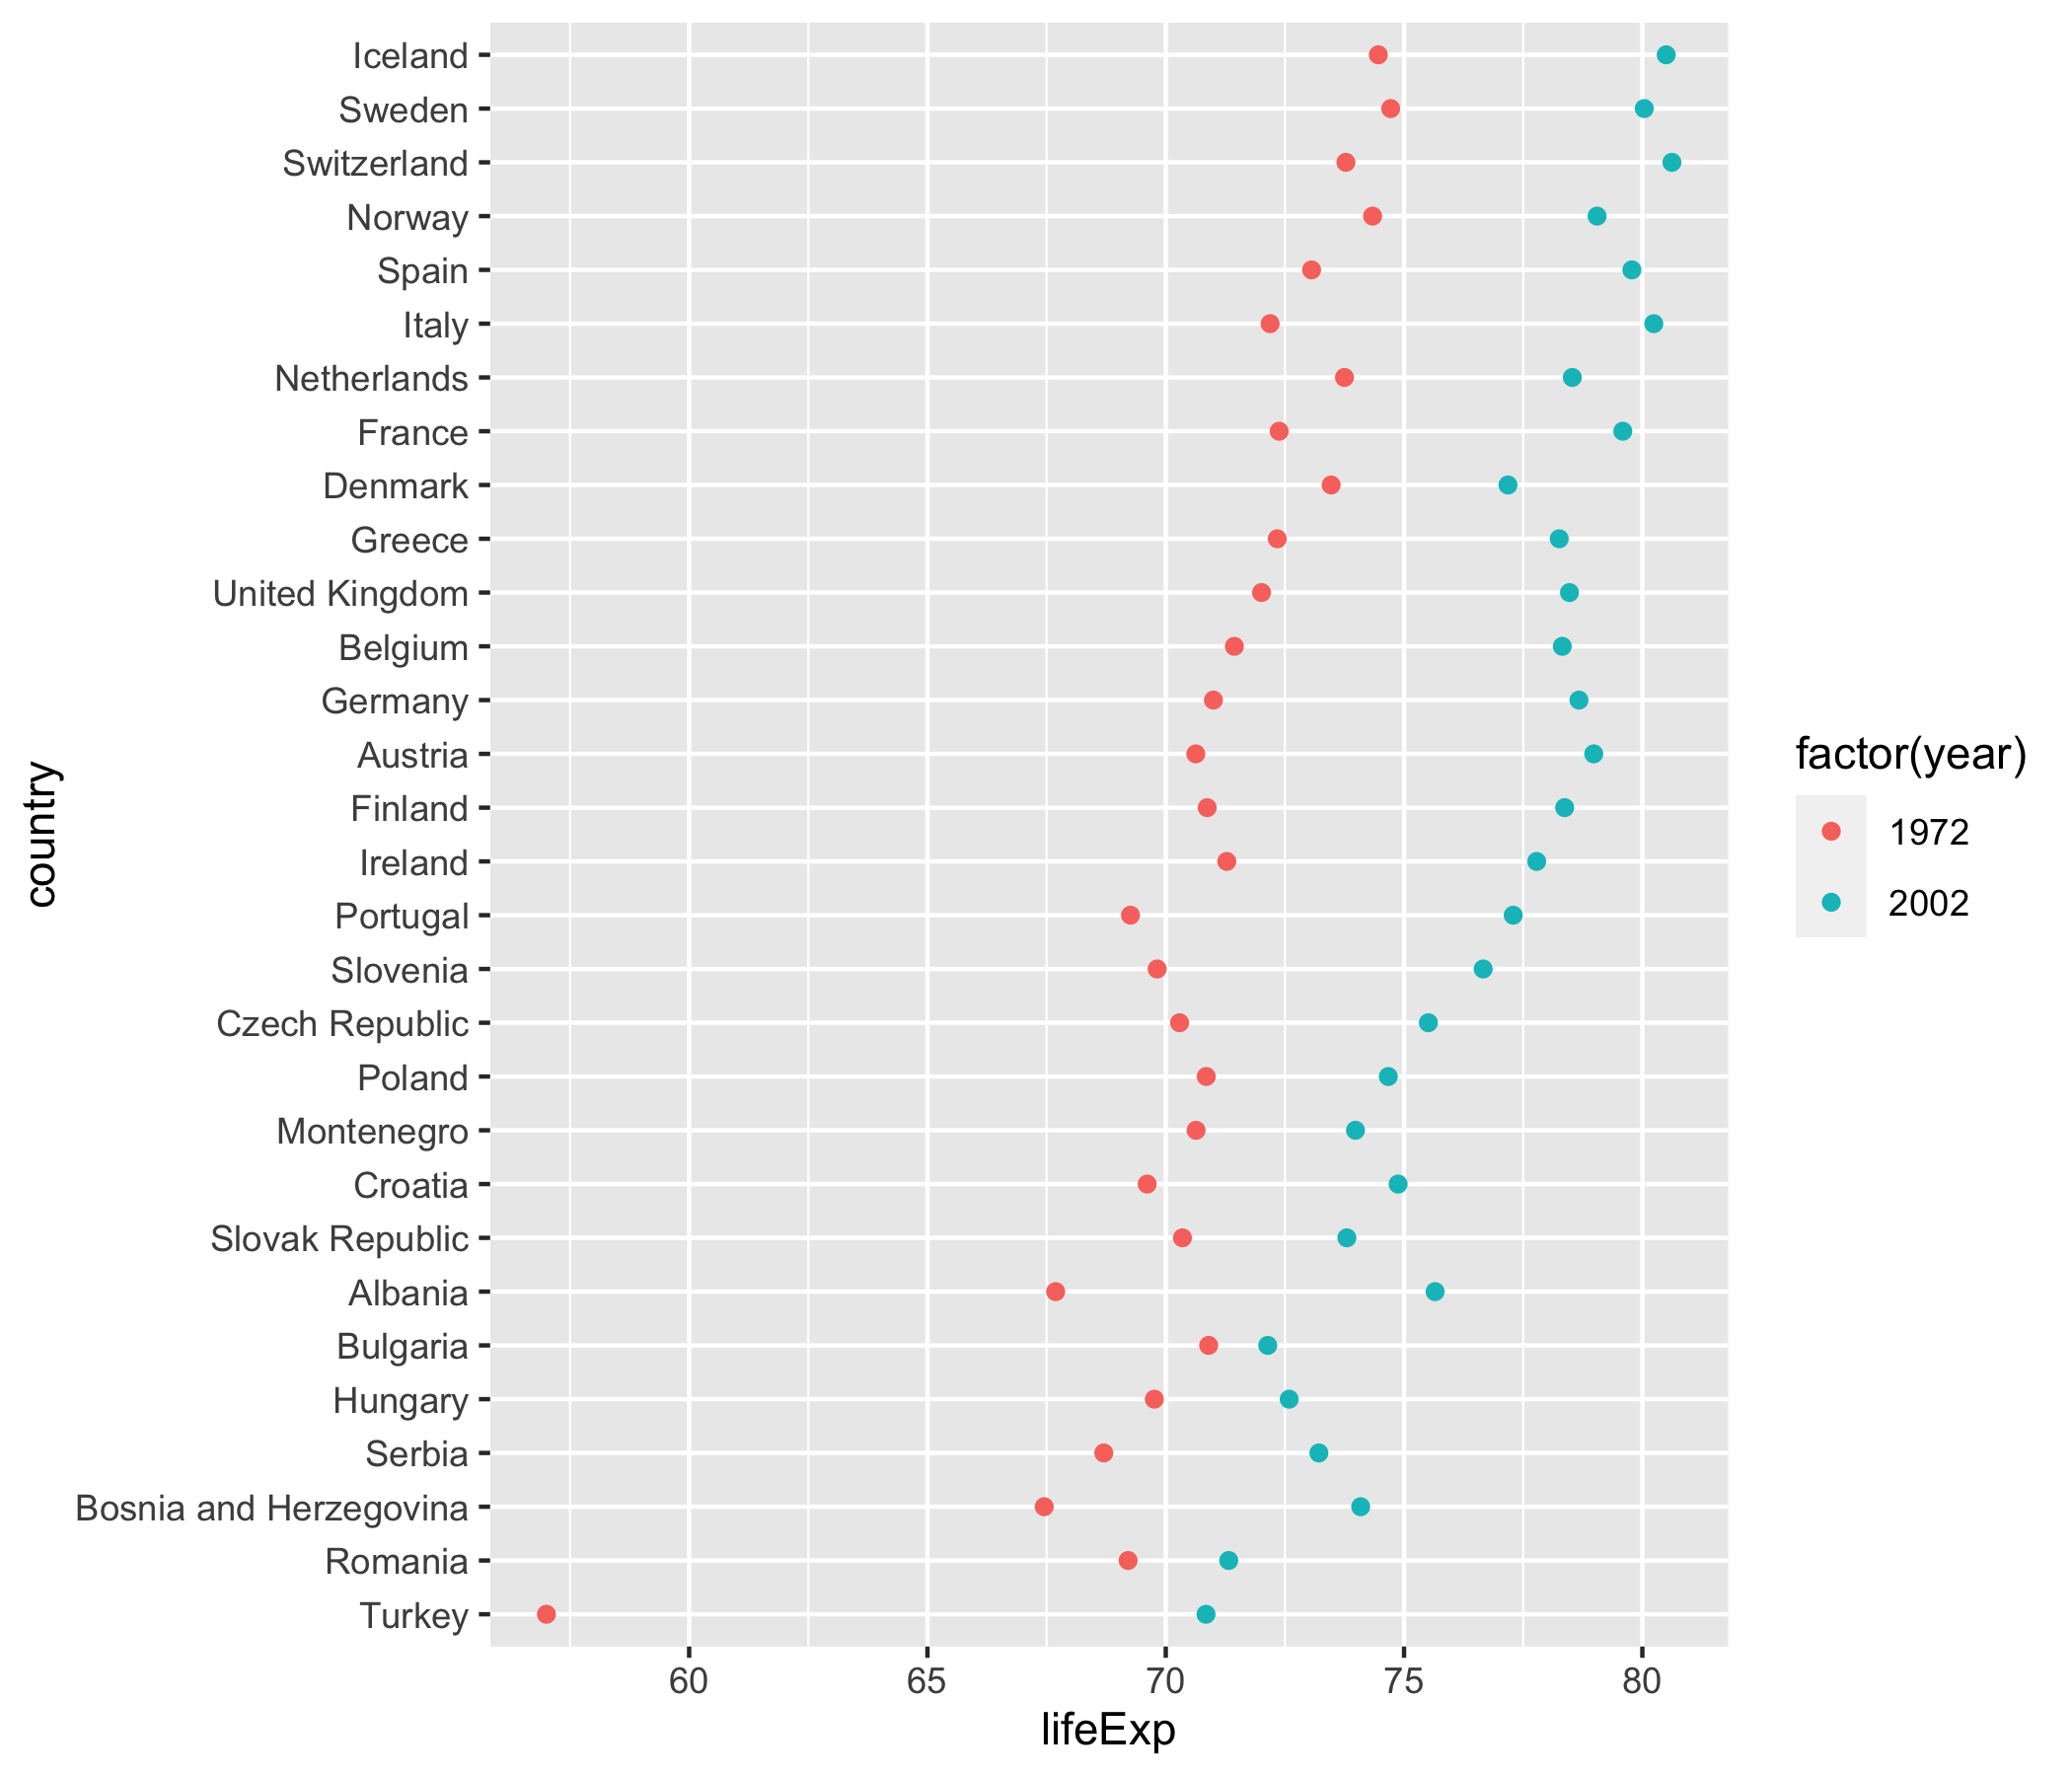 Iceland
Sweden
Switzerland
Norway
Spain
Italy
Netherlands
France
Denmark
Greece
United Kingdom
Belgium
Germany
Austria
Finland
Ireland
Portugal
Slovenia
Czech Republic
Poland
Montenegro
Croatia
Slovak Republic
Albania
Bulgaria
Hungary
Serbia
Bosnia and Herzegovina
Romania
Turkey
country
60 65 70 75 80
lifeExp
factor(year)
1972
2002